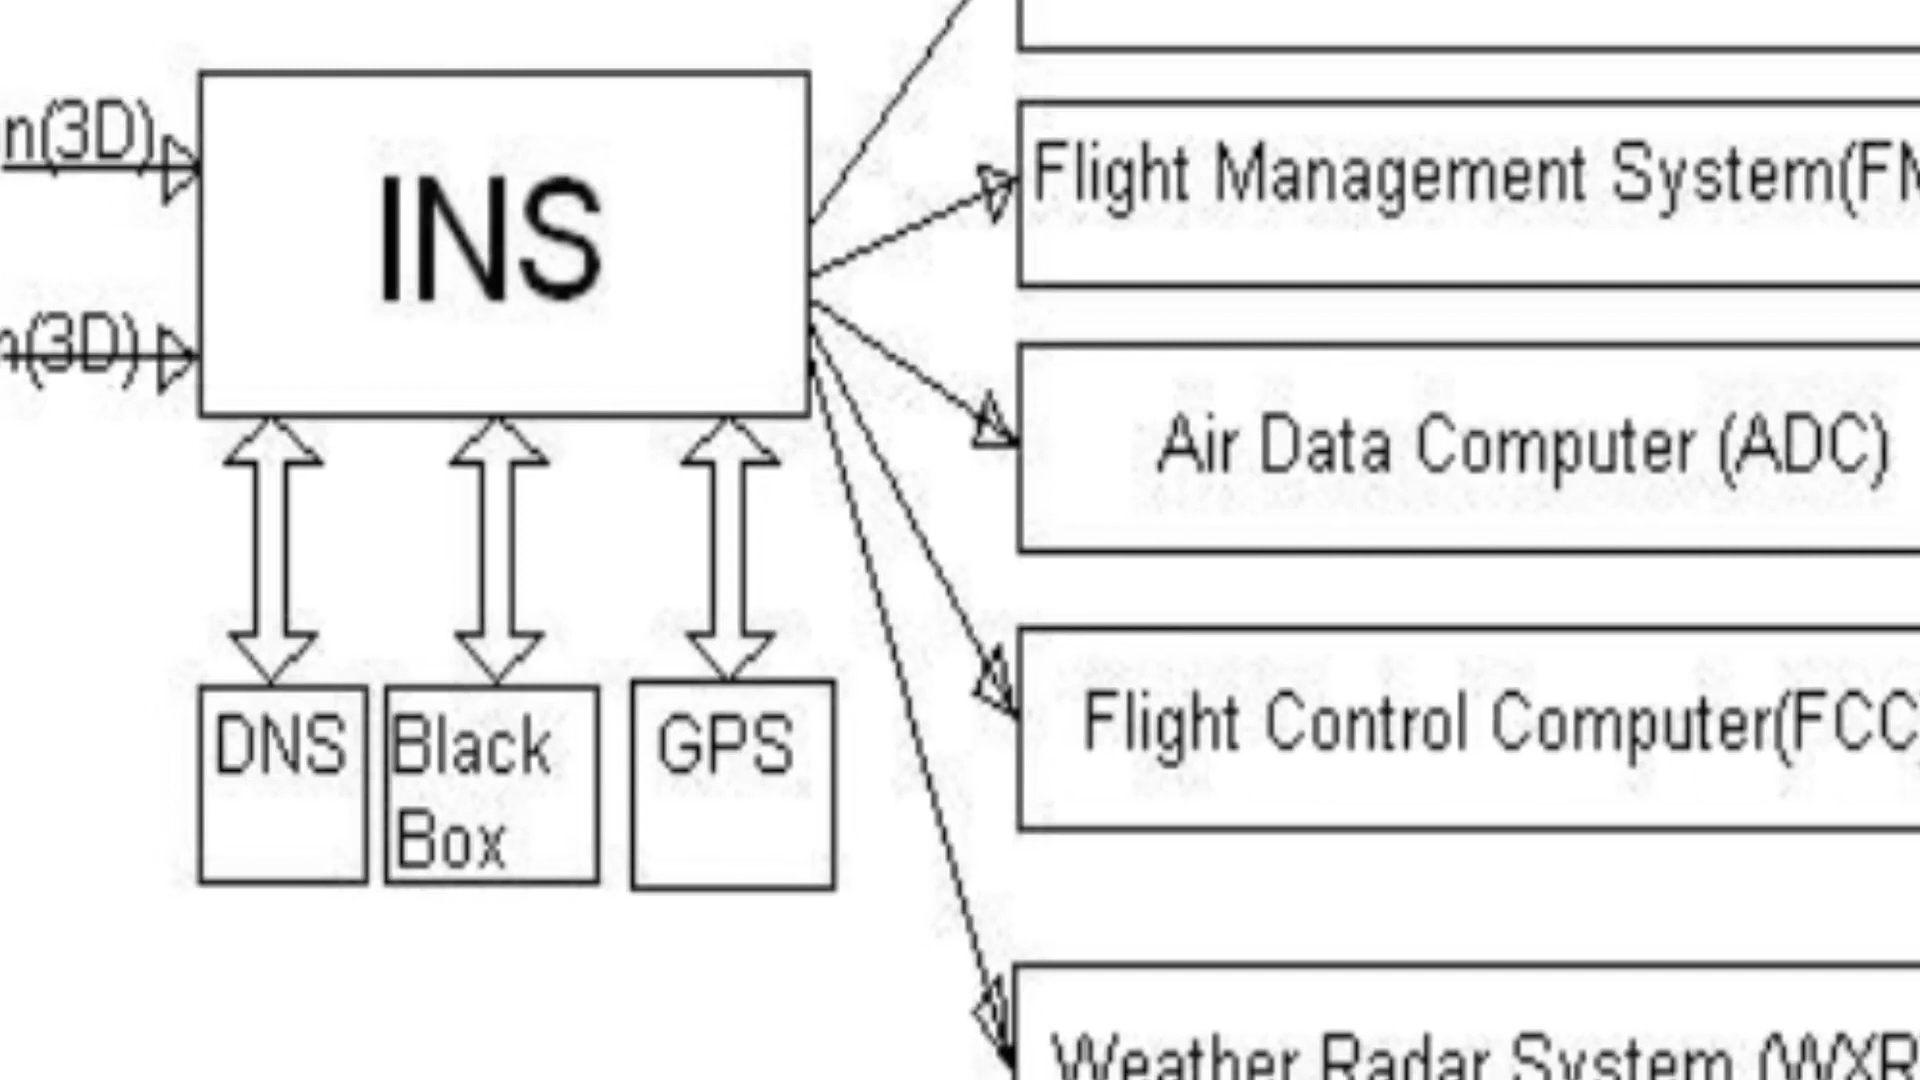 n(3D)
INS
n(3D)
Flight Management System(F
Air Data Computer (ADC)
Flight Control Computer(FCC)
Weather Radar System (WXR
DNS
Black
Box
GPS